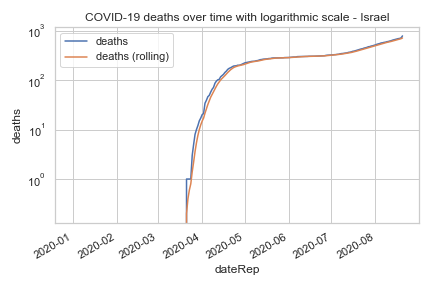 COVID-19 deaths over time with logarithmic scale - Israel
10³
10²
10¹
10⁰
deaths
deaths
deaths (rolling)
2020-01
2020-02
2020-03
2020-04
2020-05
2020-06
2020-07
2020-08
dateRep